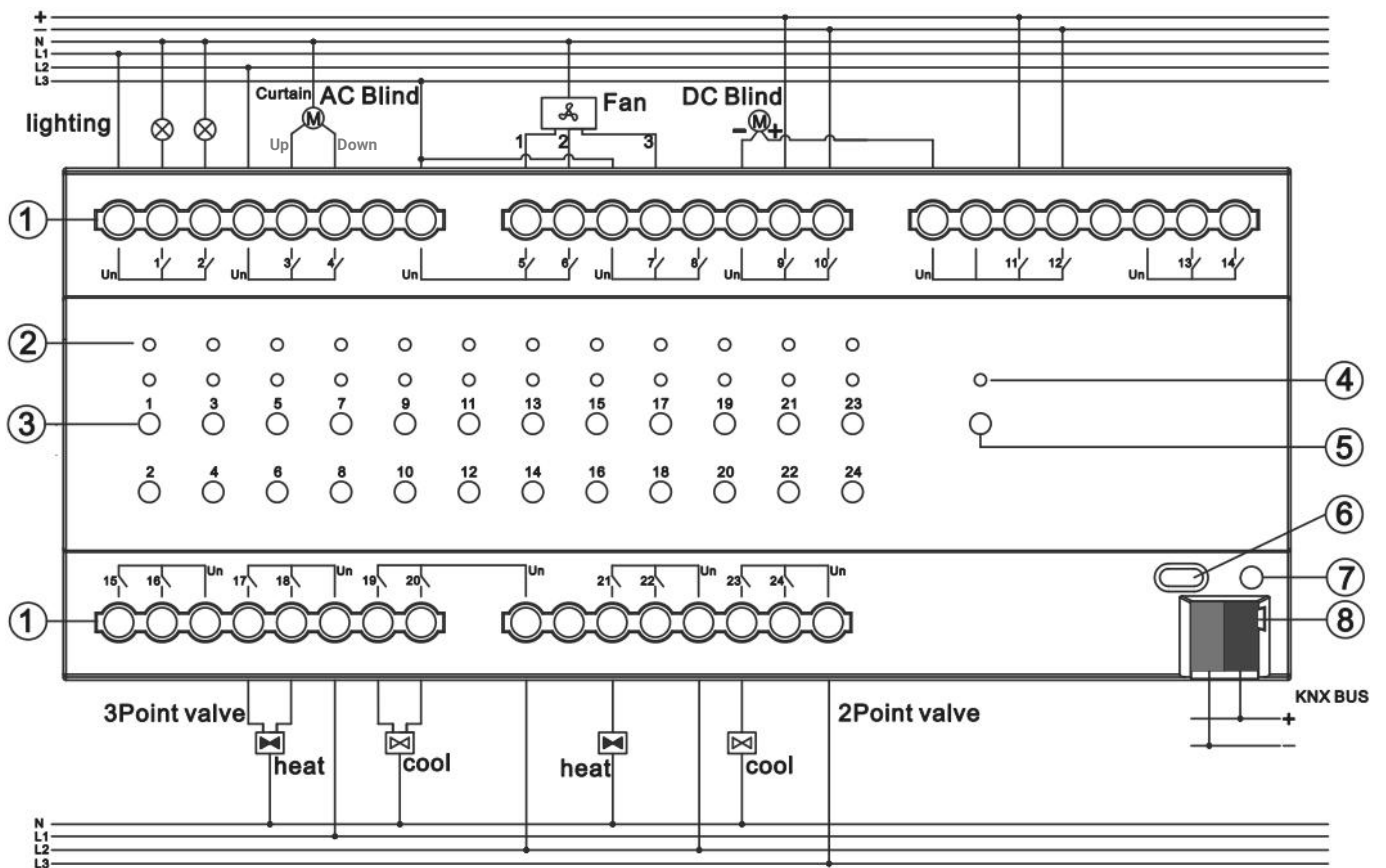 +
−
N
L1
L2
L3
lighting
Curtain AC Blind
M
Up Down
Fan
1 2 3
DC Blind
− M +
1
Un 1 2 Un 3 4 Un 5 6 Un 7 8 Un 9 10 Un 11 12 Un 13 14
2
4
1 3 5 7 9 11 13 15 17 19 21 23
3
5
2 4 6 8 10 12 14 16 18 20 22 24
6
15 16 Un 17 18 Un 19 20 Un 21 22 Un 23 24 Un
7
1
8
3Point valve
2Point valve
KNX BUS
+
−
heat cool heat cool
N
L1
L2
L3